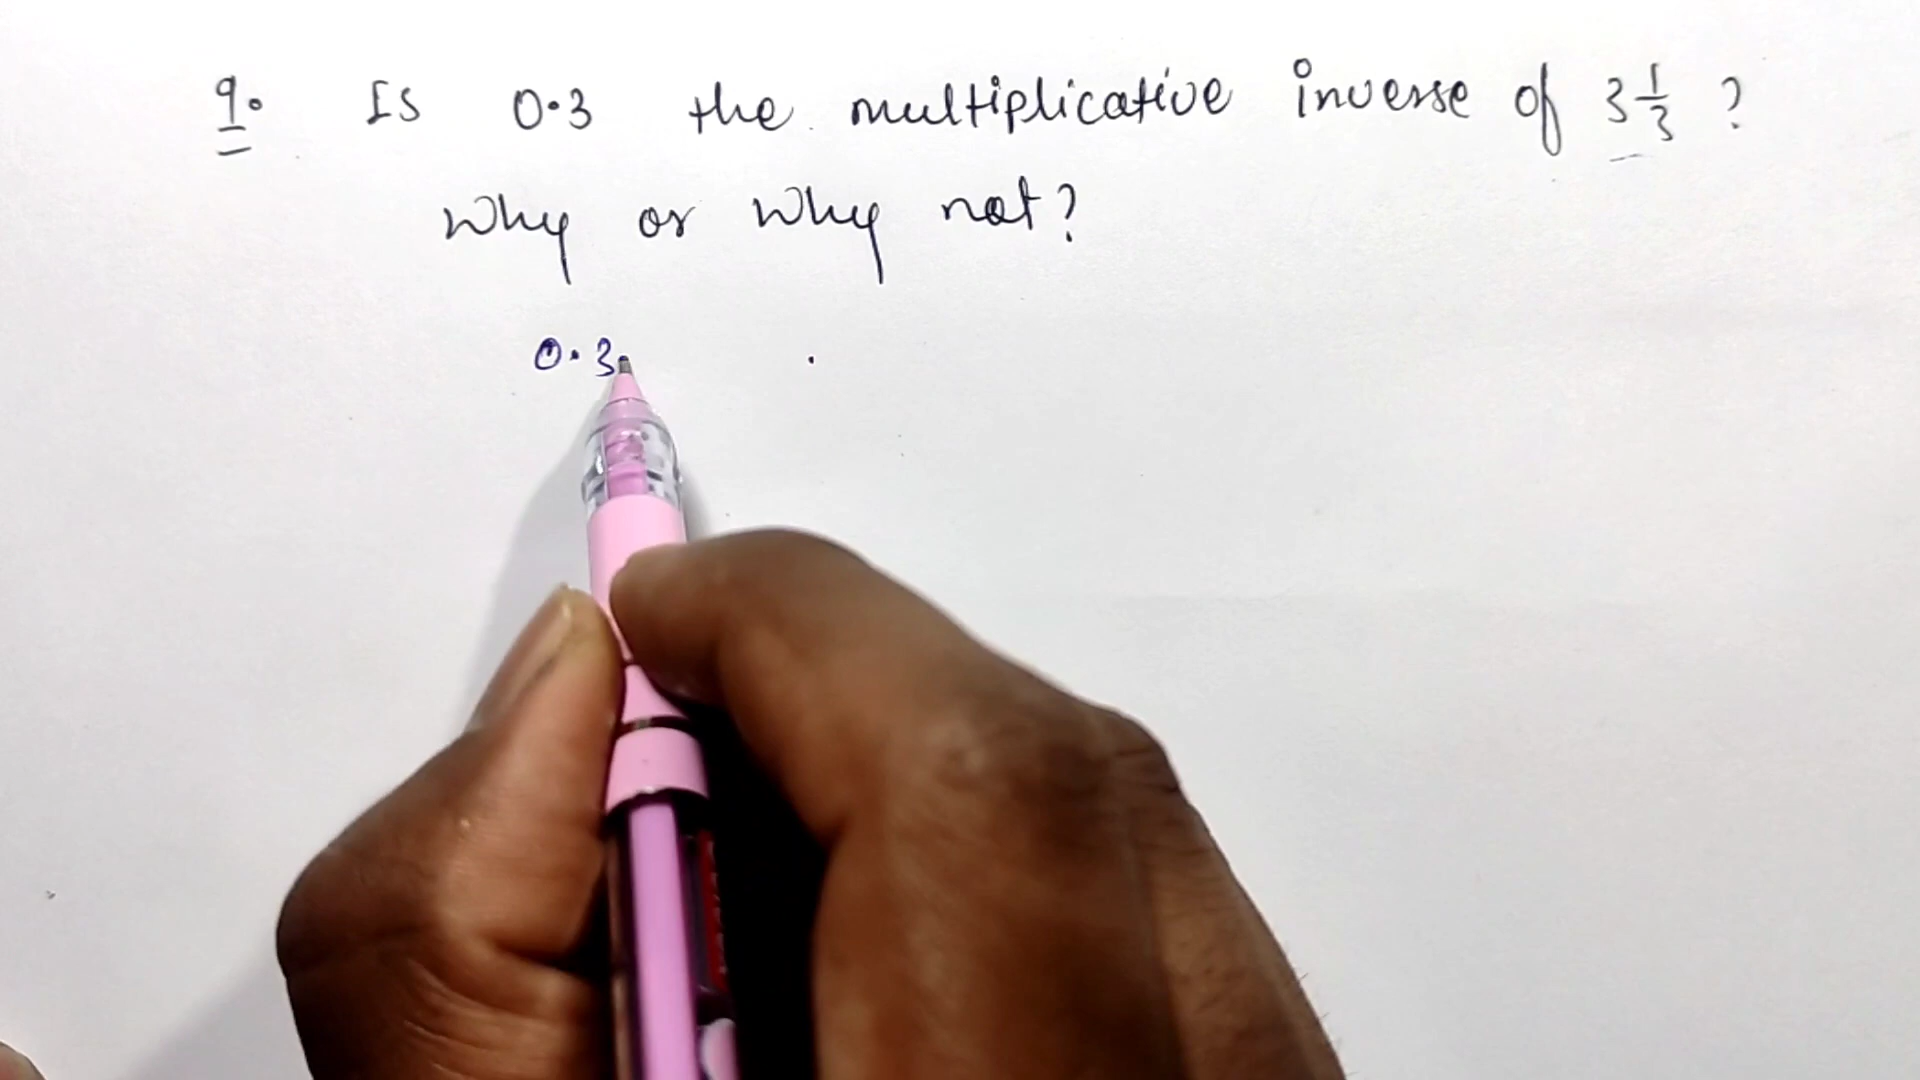 9. Is 0.3 the multiplicative inverse of 3 1/3 ?
Why or why not?
0.3